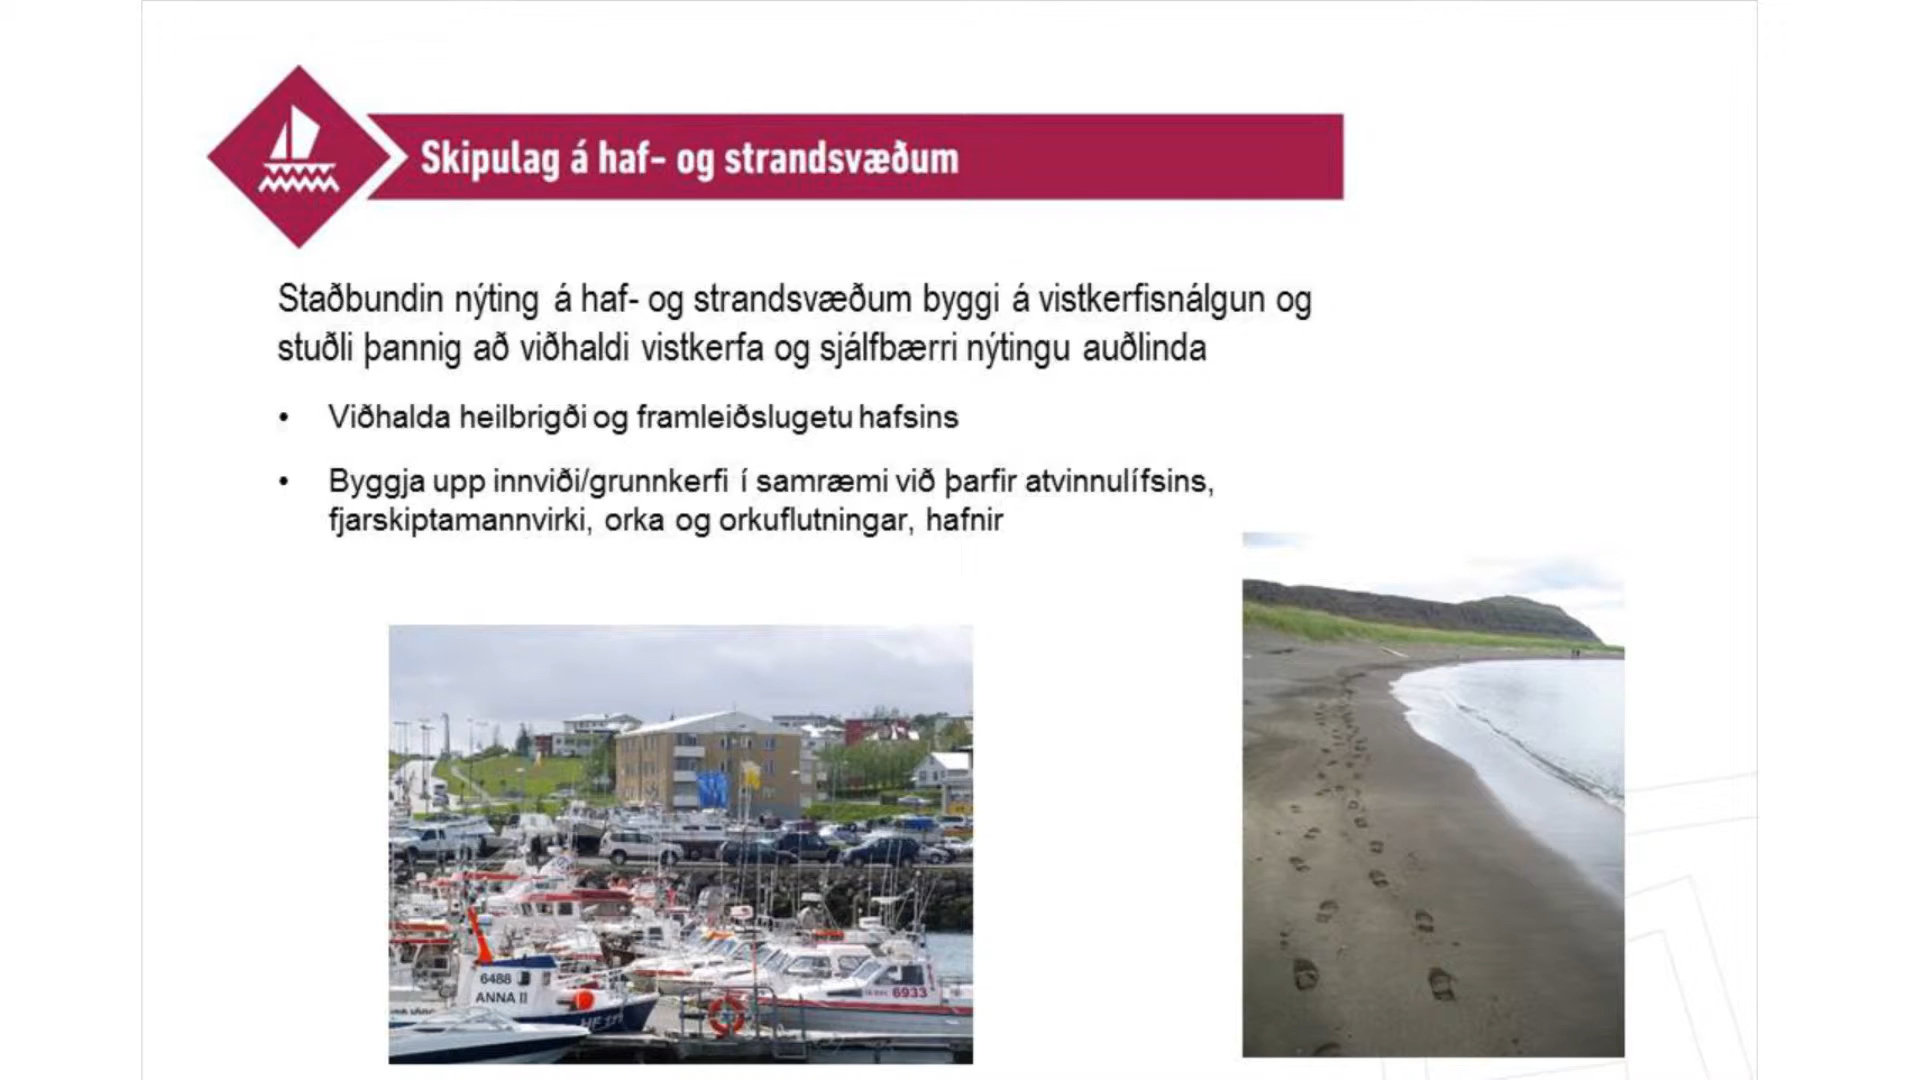 Skipulag á haf- og strandsvæðum
Staðbundin nýting á haf- og strandsvæðum byggi á vistkerfisnálgun og
stuðli þannig að viðhaldi vistkerfa og sjálfbærri nýtingu auðlinda
• Viðhalda heilbrigði og framleiðslugetu hafsins
• Byggja upp innviði/grunnkerfi í samræmi við þarfir atvinnulífsins,
fjarskiptamannvirki, orka og orkuflutningar, hafnir
6488
ANNA II
6933